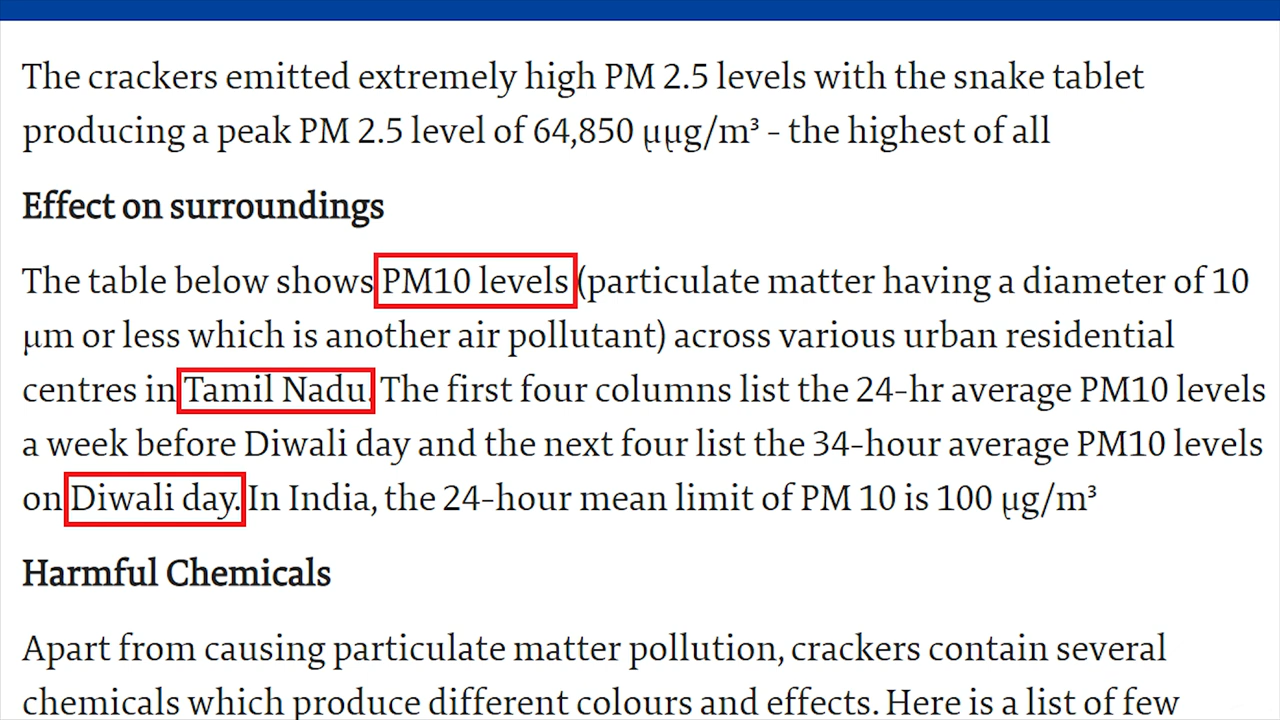 The crackers emitted extremely high PM 2.5 levels with the snake tablet
producing a peak PM 2.5 level of 64,850 µµg/m³ - the highest of all
Effect on surroundings
The table below shows PM10 levels (particulate matter having a diameter of 10
µm or less which is another air pollutant) across various urban residential
centres in Tamil Nadu. The first four columns list the 24-hr average PM10 levels
a week before Diwali day and the next four list the 34-hour average PM10 levels
on Diwali day. In India, the 24-hour mean limit of PM 10 is 100 µg/m³
Harmful Chemicals
Apart from causing particulate matter pollution, crackers contain several
chemicals which produce different colours and effects. Here is a list of few